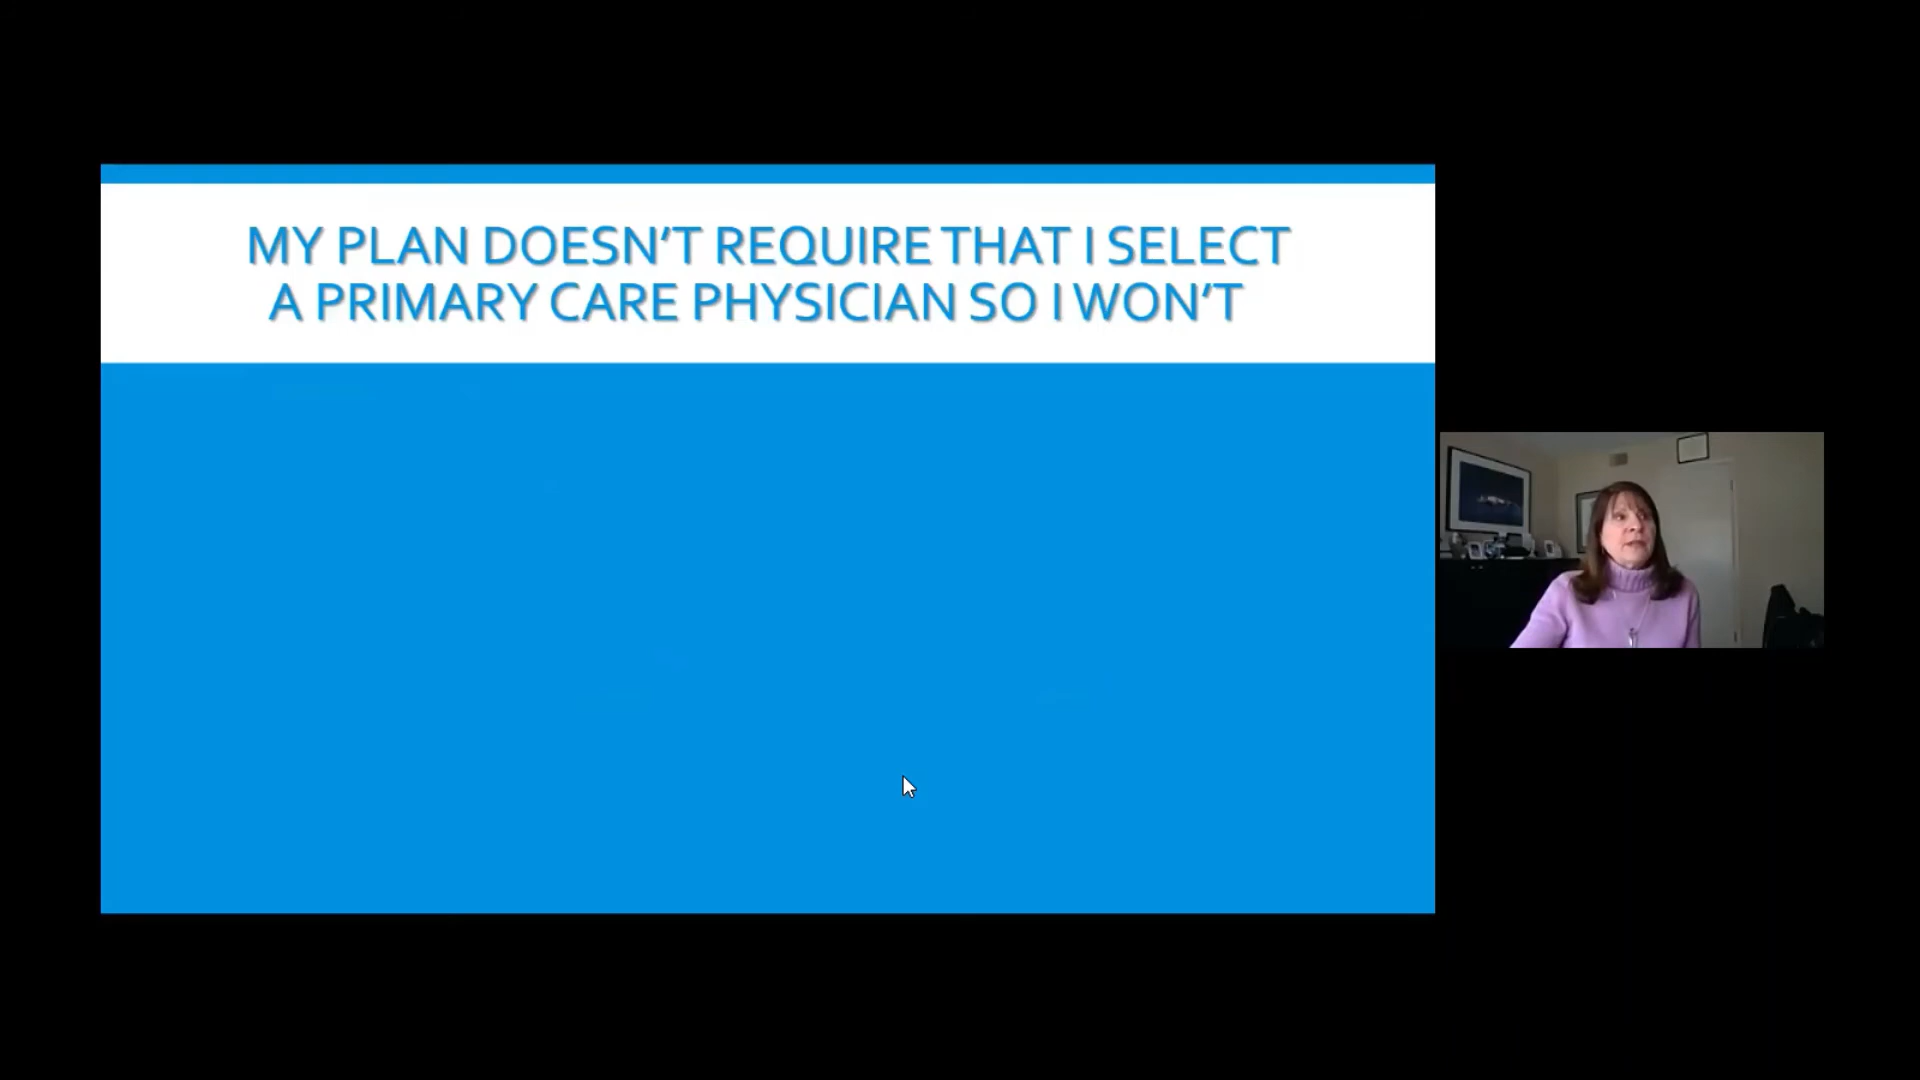 MY PLAN DOESN’T REQUIRE THAT I SELECT
A PRIMARY CARE PHYSICIAN SO I WON’T